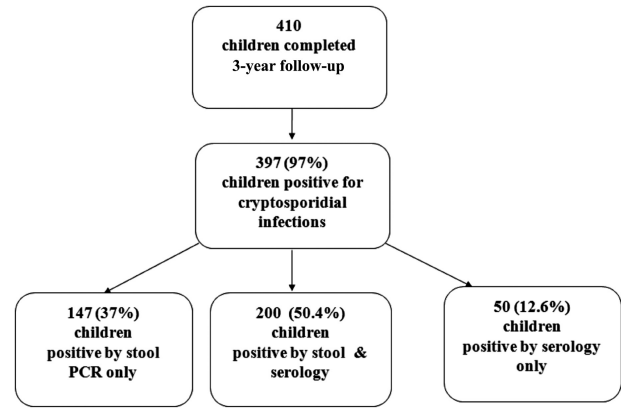 410
children completed
3-year follow-up
397 (97%)
children positive for
cryptosporidial
infections
147 (37%)
children
positive by stool
PCR only
200 (50.4%)
children
positive by stool &
serology
50 (12.6%)
children
positive by serology
only